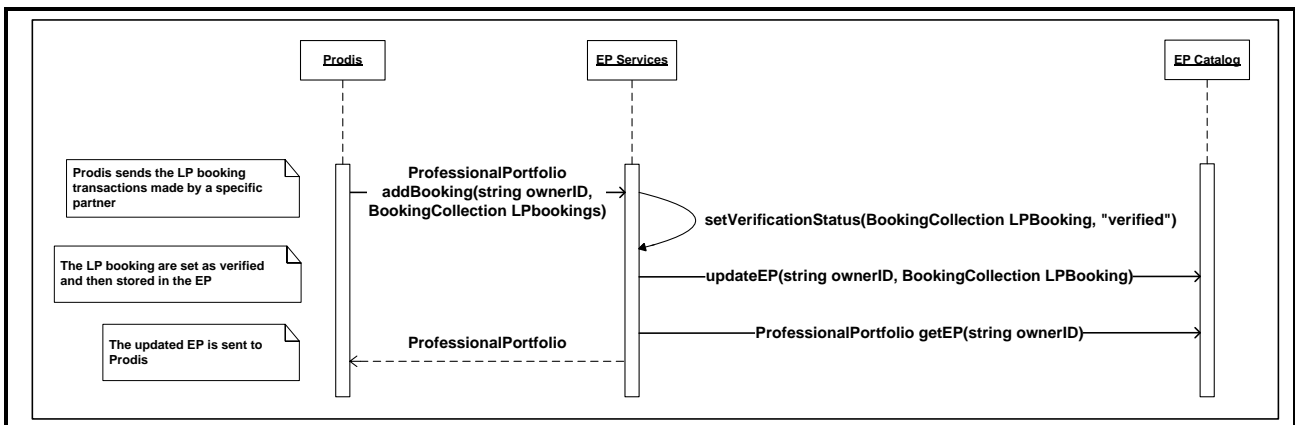 Prodis
EP Services
EP Catalog
Prodis sends the LP booking
transactions made by a specific
partner
ProfessionalPortfolio
addBooking(string ownerID,
BookingCollection LPbookings)
setVerificationStatus(BookingCollection LPBooking, "verified")
The LP booking are set as verified
and then stored in the EP
updateEP(string ownerID, BookingCollection LPBooking)
The updated EP is sent to
Prodis
ProfessionalPortfolio
ProfessionalPortfolio getEP(string ownerID)